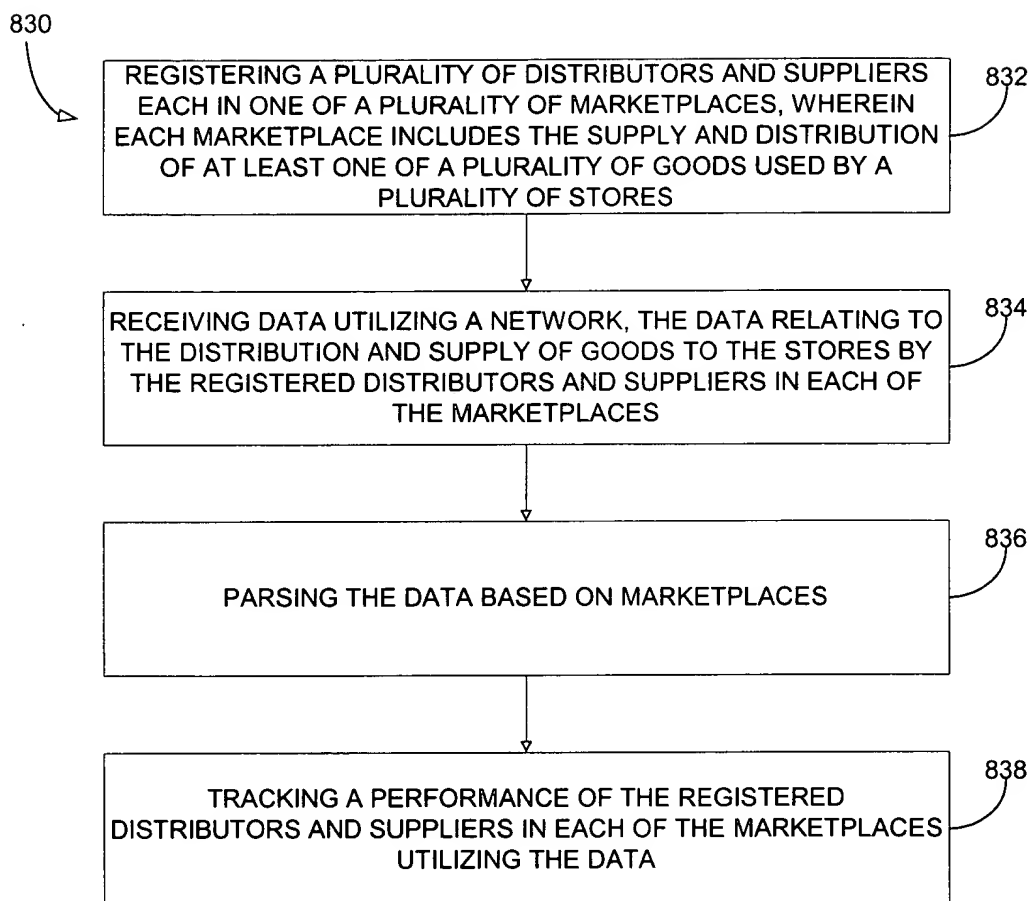 830
REGISTERING A PLURALITY OF DISTRIBUTORS AND SUPPLIERS
EACH IN ONE OF A PLURALITY OF MARKETPLACES, WHEREIN
EACH MARKETPLACE INCLUDES THE SUPPLY AND DISTRIBUTION
OF AT LEAST ONE OF A PLURALITY OF GOODS USED BY A
PLURALITY OF STORES
832
RECEIVING DATA UTILIZING A NETWORK, THE DATA RELATING TO
THE DISTRIBUTION AND SUPPLY OF GOODS TO THE STORES BY
THE REGISTERED DISTRIBUTORS AND SUPPLIERS IN EACH OF
THE MARKETPLACES
834
PARSING THE DATA BASED ON MARKETPLACES
836
TRACKING A PERFORMANCE OF THE REGISTERED
DISTRIBUTORS AND SUPPLIERS IN EACH OF THE MARKETPLACES
UTILIZING THE DATA
838